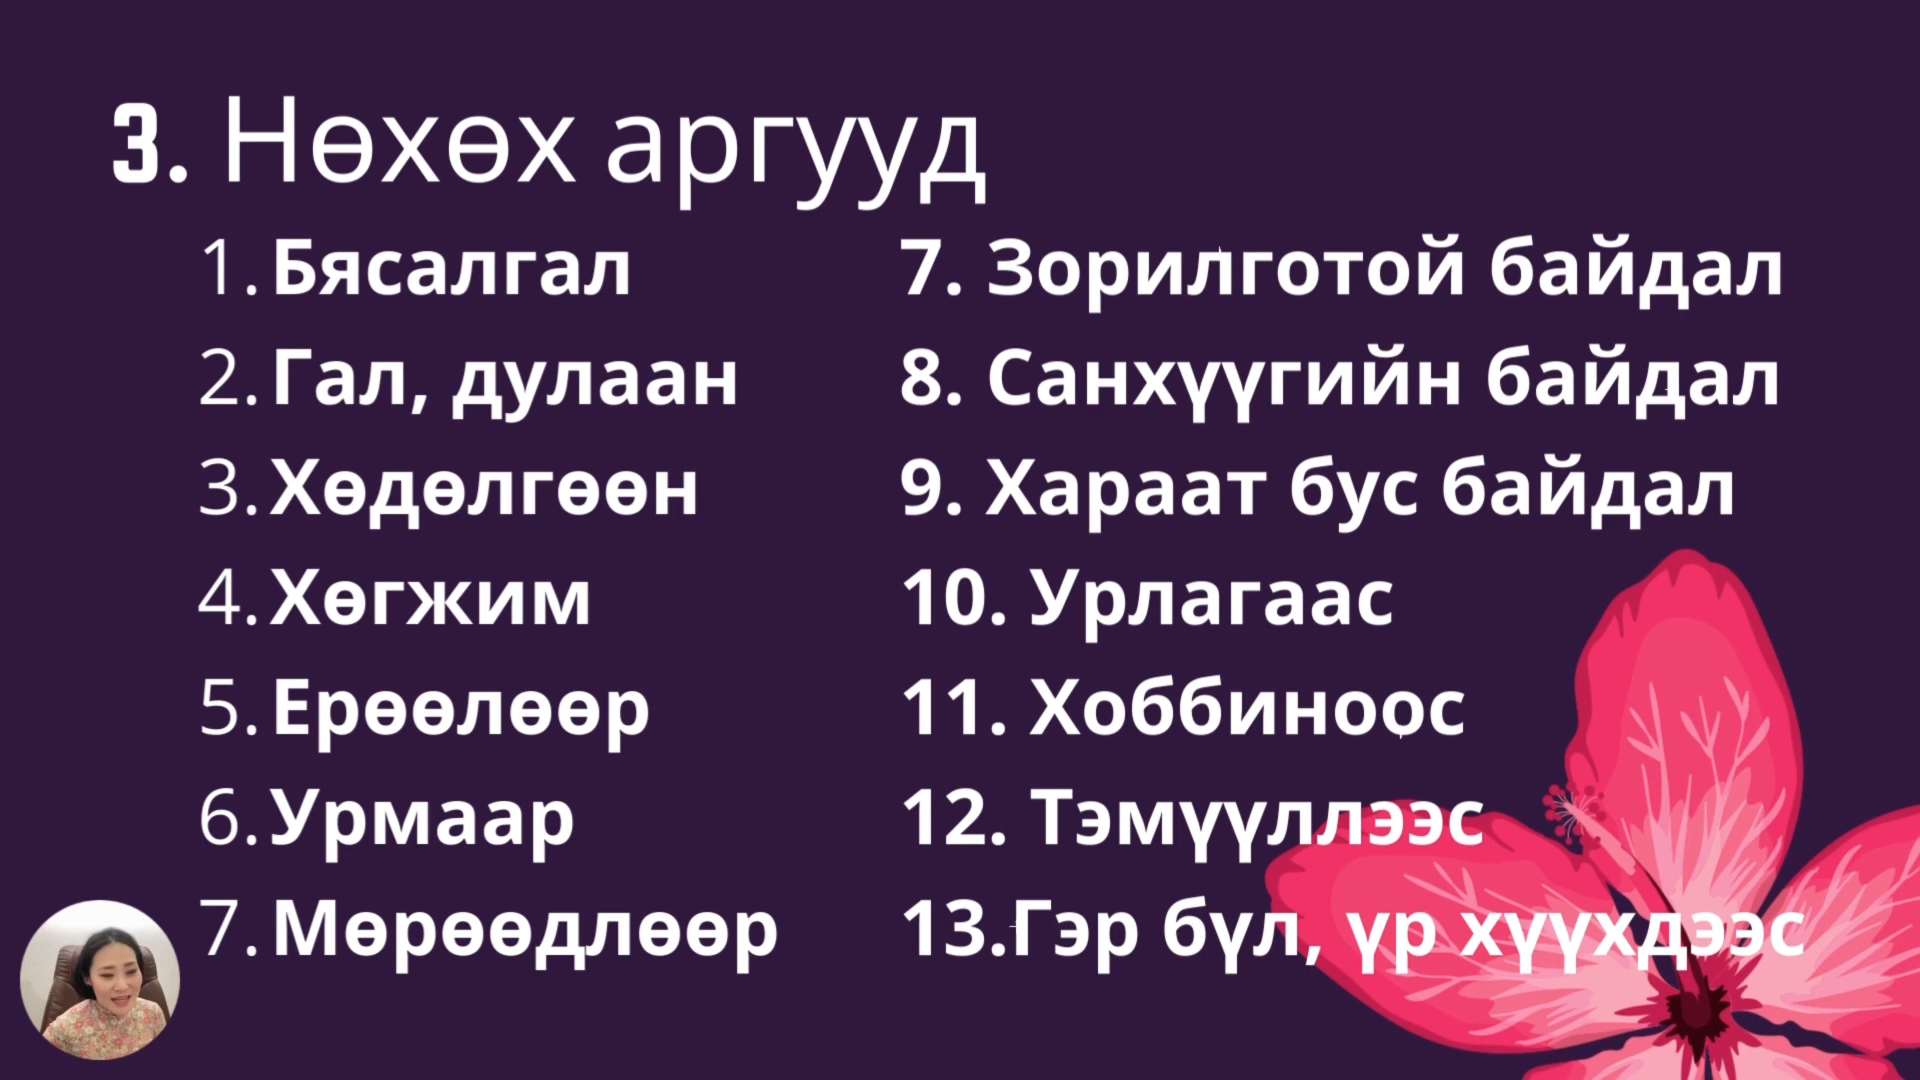 3. Нөхөх аргууд
1. Бясалгал
2. Гал, дулаан
3. Хөдөлгөөн
4. Хөгжим
5. Ерөөлөөр
6. Урмаар
7. Мөрөөдлөөр
7. Зорилготой байдал
8. Санхүүгийн байдал
9. Хараат бус байдал
10. Урлагаас
11. Хоббиноос
12. Тэмүүллээс
13.Гэр бүл, үр хүүхдээс